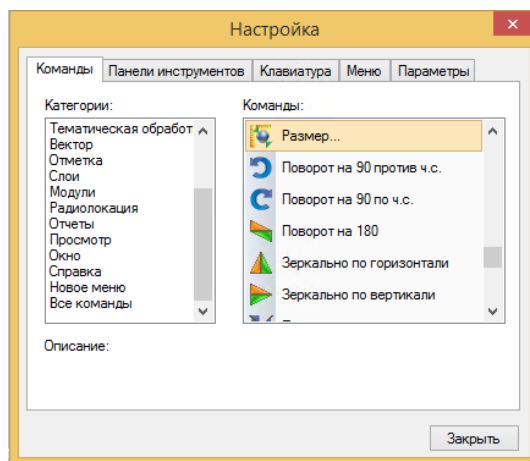 Настройка
Команды Панели инструментов Клавиатура Меню Параметры
Категории:
Тематическая обработ
Вектор
Отметка
Слои
Модули
Радиолокация
Отчеты
Просмотр
Окно
Справка
Новое меню
Все команды
Команды:
Размер...
Поворот на 90 против ч.с.
Поворот на 90 по ч.с.
Поворот на 180
Зеркально по горизонтали
Зеркально по вертикали
Описание:
Закрыть